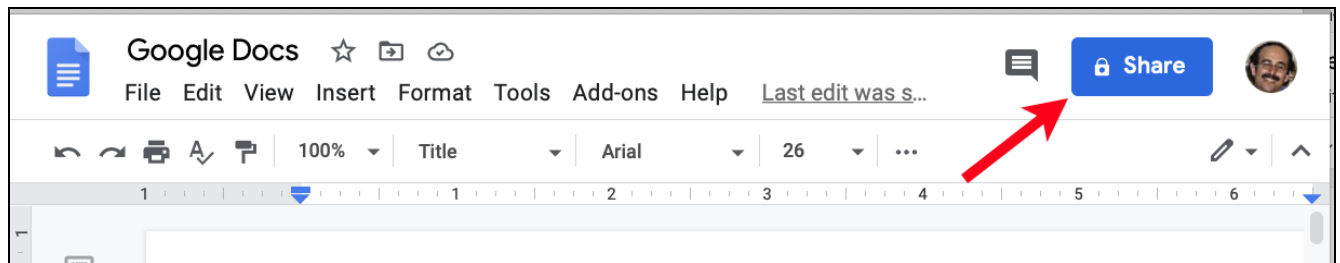 Google Docs
Share
File Edit View Insert Format Tools Add-ons Help Last edit was s...
100% Title Arial 26
1 1 2 3 4 5 6
1